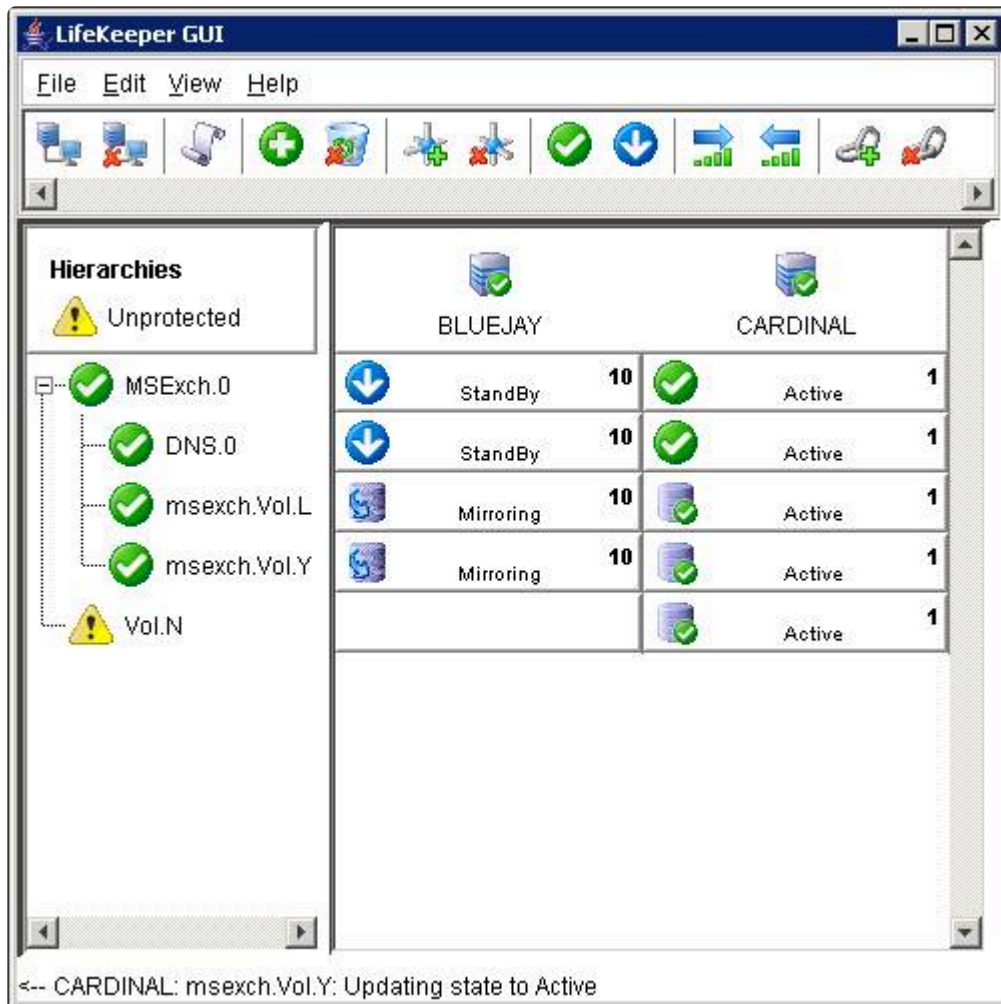 LifeKeeper GUI
File Edit View Help
Hierarchies
Unprotected
BLUEJAY CARDINAL
MSExch.0 StandBy 10 Active 1
DNS.0 StandBy 10 Active 1
msexch.Vol.L Mirroring 10 Active 1
msexch.Vol.Y Mirroring 10 Active 1
Vol.N Active 1
<-- CARDINAL: msexch.Vol.Y: Updating state to Active